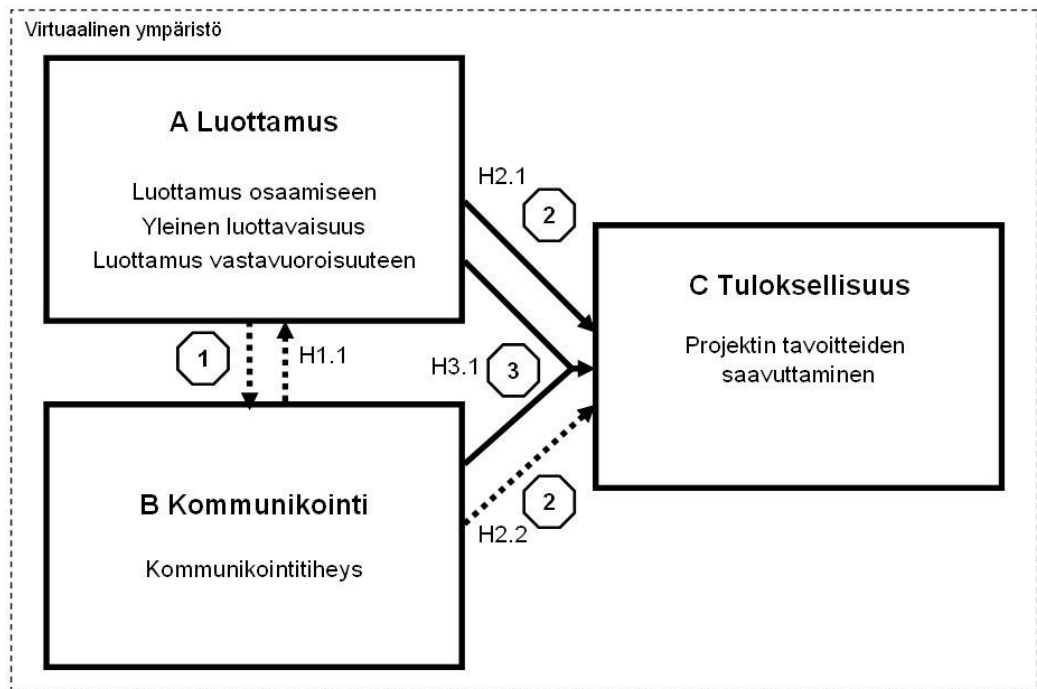 Virtuaalinen ympäristö
A Luottamus
Luottamus osaamiseen
Yleinen luottavaisuus
Luottamus vastavuoroisuuteen
H2.1
2
C Tuloksellisuus
Projektin tavoitteiden
saavuttaminen
1
H1.1
H3.1
3
B Kommunikointi
Kommunikointitiheys
2
H2.2